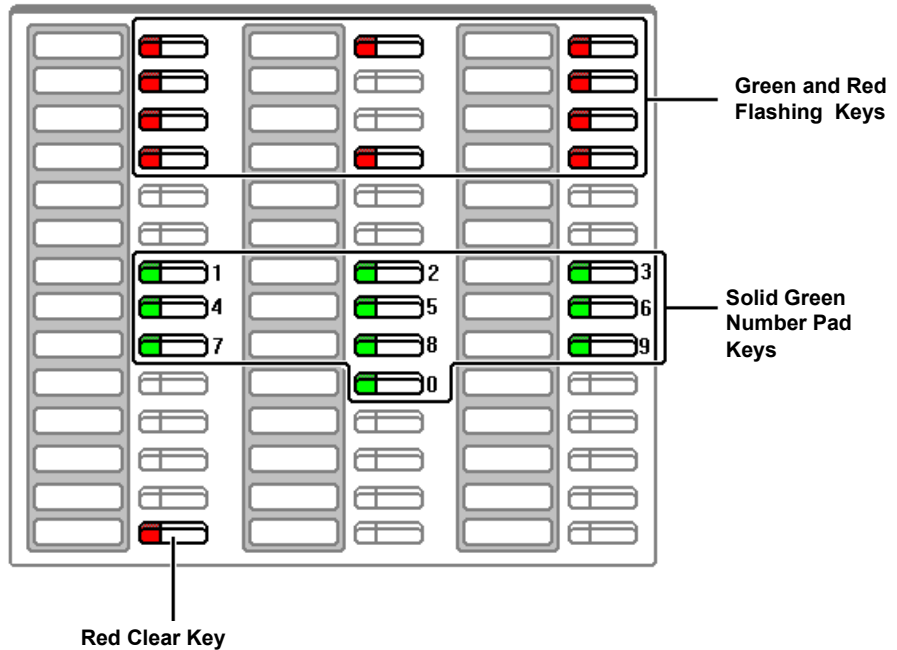 Green and Red
Flashing Keys
1 2 3
4 5 6
7 8 9
0
Solid Green
Number Pad
Keys
Red Clear Key